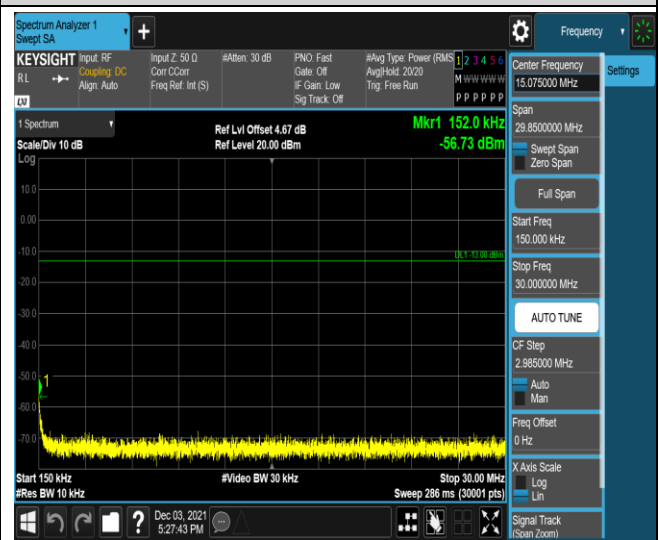 Spectrum Analyzer 1
Swept SA
Frequency
KEYSIGHT
RL
Input: RF
Coupling: DC
Align: Auto
Input Z: 50 Ω
Corr CCorr
Freq Ref: Int (S)
#Atten: 30 dB
PNO: Fast
Gate: Off
IF Gain: Low
Sig Track: Off
#Avg Type: Power (RMS
Avg|Hold: 20/20
Trig: Free Run
1 2 3 4 5 6
M W W W W W
P P P P P P
LXI
1 Spectrum
Scale/Div 10 dB
Ref Lvl Offset 4.67 dB
Ref Level 20.00 dBm
Mkr1 152.0 kHz
-56.73 dBm
Log
10.0
0.00
-10.0
DL1 -13.00 dBm
-20.0
-30.0
-40.0
-50.0
1
-60.0
-70.0
Start 150 kHz
#Video BW 30 kHz
Stop 30.00 MHz
#Res BW 10 kHz
Sweep 286 ms (30001 pts)
Dec 03, 2021
5:27:43 PM
Center Frequency
15.075000 MHz
Settings
Span
29.8500000 MHz
Swept Span
Zero Span
Full Span
Start Freq
150.000 kHz
Stop Freq
30.000000 MHz
AUTO TUNE
CF Step
2.985000 MHz
Auto
Man
Freq Offset
0 Hz
X Axis Scale
Log
Lin
Signal Track
(Span Zoom)